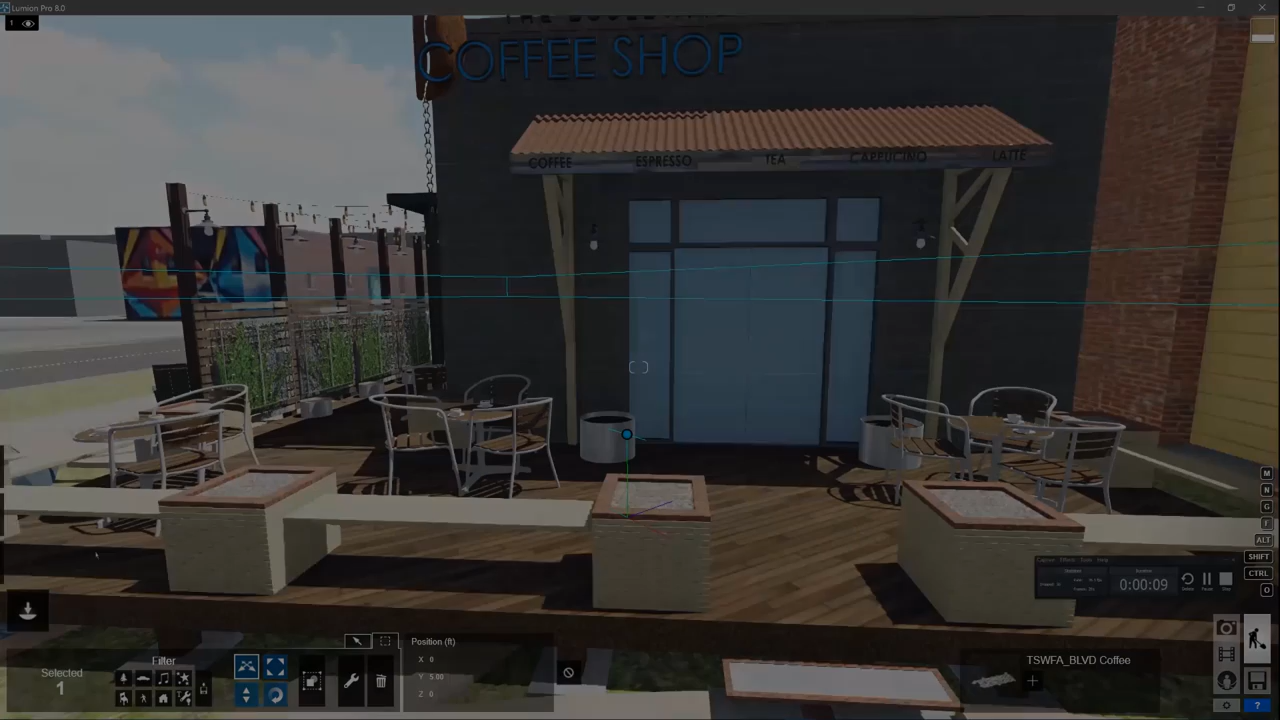 Lumion Pro 8.0
1
COFFEE SHOP
COFFEE ESPRESSO TEA CAPPUCINO LATTE
M
N
G
F
ALT
SHIFT
CTRL
O
0:00:09
Selected
1
Filter
Position (ft)
X 0
Y 5.00
Z 0
TSWFA_BLVD Coffee
?